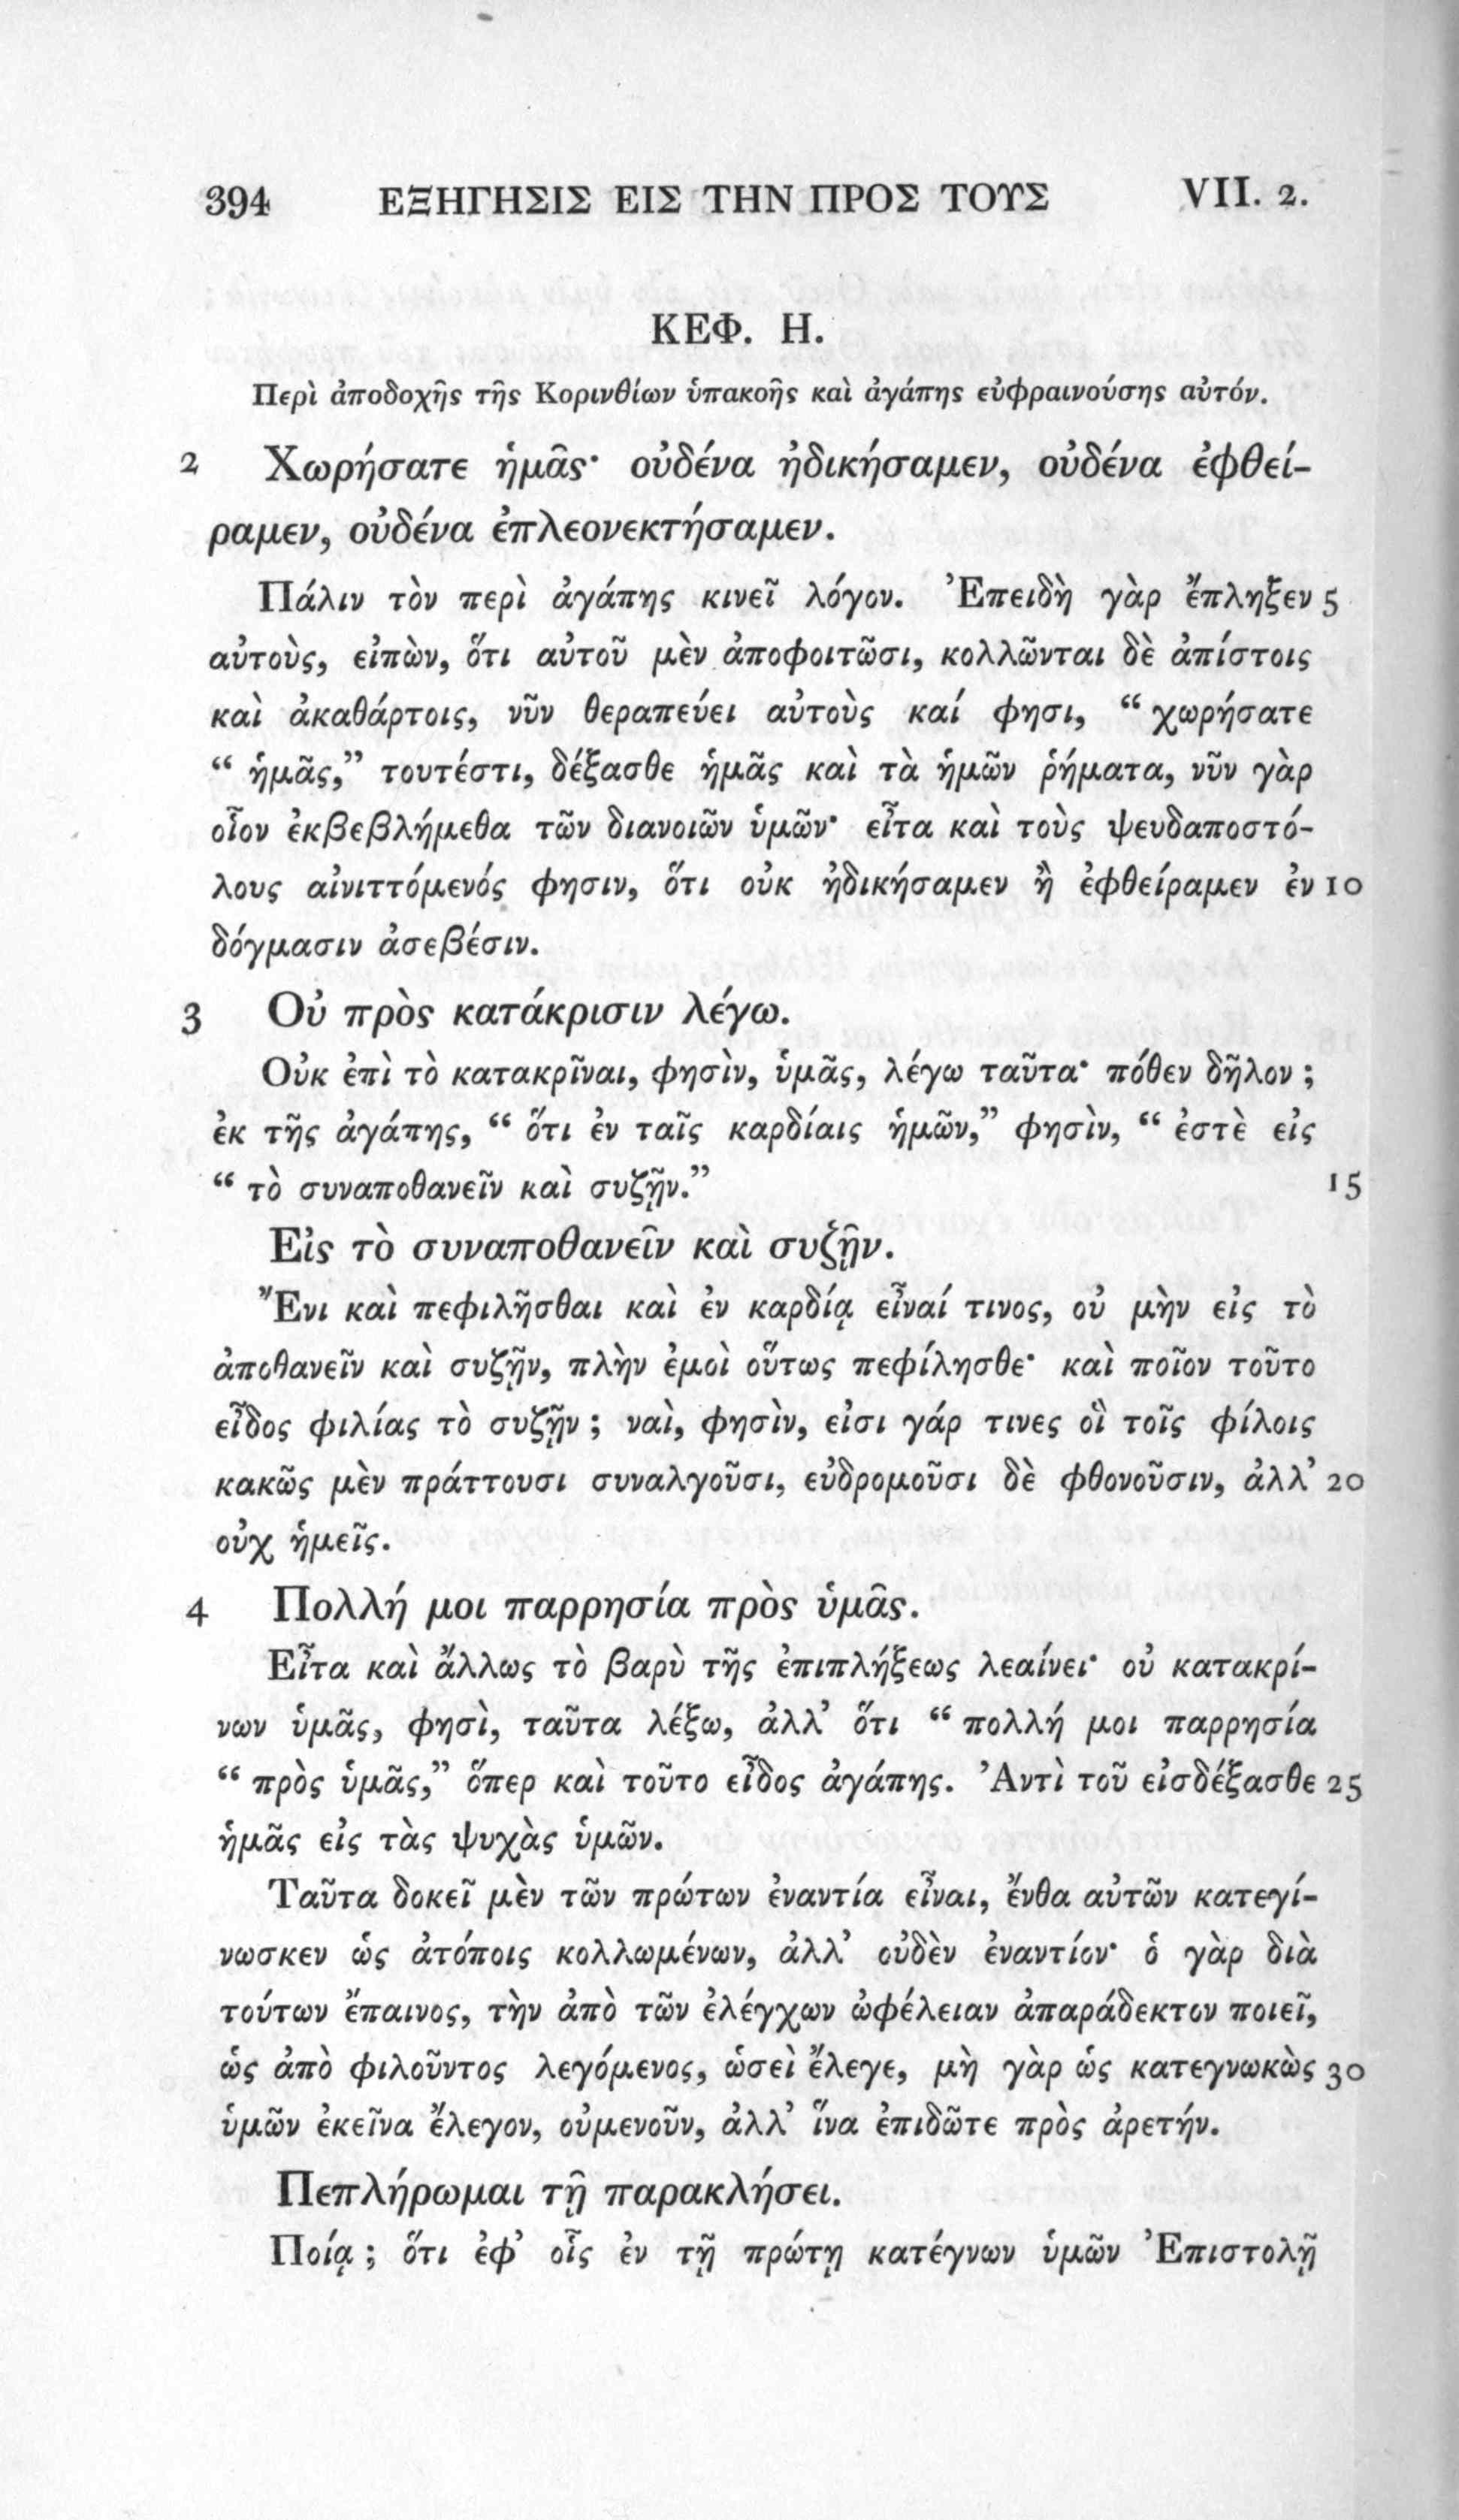 394 ΕΞΗΓΗΣΙΣ ΕΙΣ ΤΗΝ ΠΡΟΣ ΤΟΥΣ VII. 2.
ΚΕΦ. Η.
Περὶ ἀποδοχῆς τῆς Κορινθίων ὑπακοῆς καὶ ἀγάπης εὐφραινούσης αὐτόν.
2 Χωρήσατε ἡμᾶς· οὐδένα ἠδικήσαμεν, οὐδένα ἐφθεί-
ραμεν, οὐδένα ἐπλεονεκτήσαμεν.
Πάλιν τὸν περὶ ἀγάπης κινεῖ λόγον. Ἐπειδὴ γὰρ ἔπληξεν 5
αὐτοὺς, εἰπὼν, ὅτι αὐτοῦ μὲν ἀποφοιτῶσι, κολλῶνται δὲ ἀπίστοις
καὶ ἀκαθάρτοις, νῦν θεραπεύει αὐτοὺς καί φησι, “ χωρήσατε
“ ἡμᾶς,” τουτέστι, δέξασθε ἡμᾶς καὶ τὰ ἡμῶν ῥήματα, νῦν γὰρ
οἷον ἐκβεβλήμεθα τῶν διανοιῶν ὑμῶν· εἶτα καὶ τοὺς ψευδαποστό-
λους αἰνιττόμενός φησιν, ὅτι οὐκ ἠδικήσαμεν ἢ ἐφθείραμεν ἐν 10
δόγμασιν ἀσεβέσιν.
3 Οὐ πρὸς κατάκρισιν λέγω.
Οὐκ ἐπὶ τὸ κατακρῖναι, φησὶν, ὑμᾶς, λέγω ταῦτα· πόθεν δῆλον ;
ἐκ τῆς ἀγάπης, “ ὅτι ἐν ταῖς καρδίαις ἡμῶν,” φησὶν, “ ἐστὲ εἰς
“ τὸ συναποθανεῖν καὶ συζῇν.” 15
Εἰς τὸ συναποθανεῖν καὶ συζῇν.
Ἔνι καὶ πεφιλῆσθαι καὶ ἐν καρδίᾳ εἶναί τινος, οὐ μὴν εἰς τὸ
ἀποθανεῖν καὶ συζῇν, πλὴν ἐμοὶ οὕτως πεφίλησθε· καὶ ποῖον τοῦτο
εἶδος φιλίας τὸ συζῇν ; ναὶ, φησὶν, εἰσι γάρ τινες οἳ τοῖς φίλοις
κακῶς μὲν πράττουσι συναλγοῦσι, εὐδρομοῦσι δὲ φθονοῦσιν, ἀλλ’ 20
οὐχ ἡμεῖς.
4 Πολλή μοι παρρησία πρὸς ὑμᾶς.
Εἶτα καὶ ἄλλως τὸ βαρὺ τῆς ἐπιπλήξεως λεαίνει· οὐ κατακρί-
νων ὑμᾶς, φησὶ, ταῦτα λέξω, ἀλλ’ ὅτι “ πολλή μοι παρρησία
“ πρὸς ὑμᾶς,” ὅπερ καὶ τοῦτο εἶδος ἀγάπης. Ἀντὶ τοῦ εἰσδέξασθε 25
ἡμᾶς εἰς τὰς ψυχὰς ὑμῶν.
Ταῦτα δοκεῖ μὲν τῶν πρώτων ἐναντία εἶναι, ἔνθα αὐτῶν κατεγί-
νωσκεν ὡς ἀτόποις κολλωμένων, ἀλλ’ οὐδὲν ἐναντίον· ὁ γὰρ διὰ
τούτων ἔπαινος, τὴν ἀπὸ τῶν ἐλέγχων ὠφέλειαν ἀπαράδεκτον ποιεῖ,
ὡς ἀπὸ φιλοῦντος λεγόμενος, ὡσεὶ ἔλεγε, μὴ γὰρ ὡς κατεγνωκὼς 30
ὑμῶν ἐκεῖνα ἔλεγον, οὐμενοῦν, ἀλλ’ ἵνα ἐπιδῶτε πρὸς ἀρετήν.
Πεπλήρωμαι τῇ παρακλήσει.
Ποίᾳ ; ὅτι ἐφ’ οἷς ἐν τῇ πρώτῃ κατέγνων ὑμῶν Ἐπιστολῇ